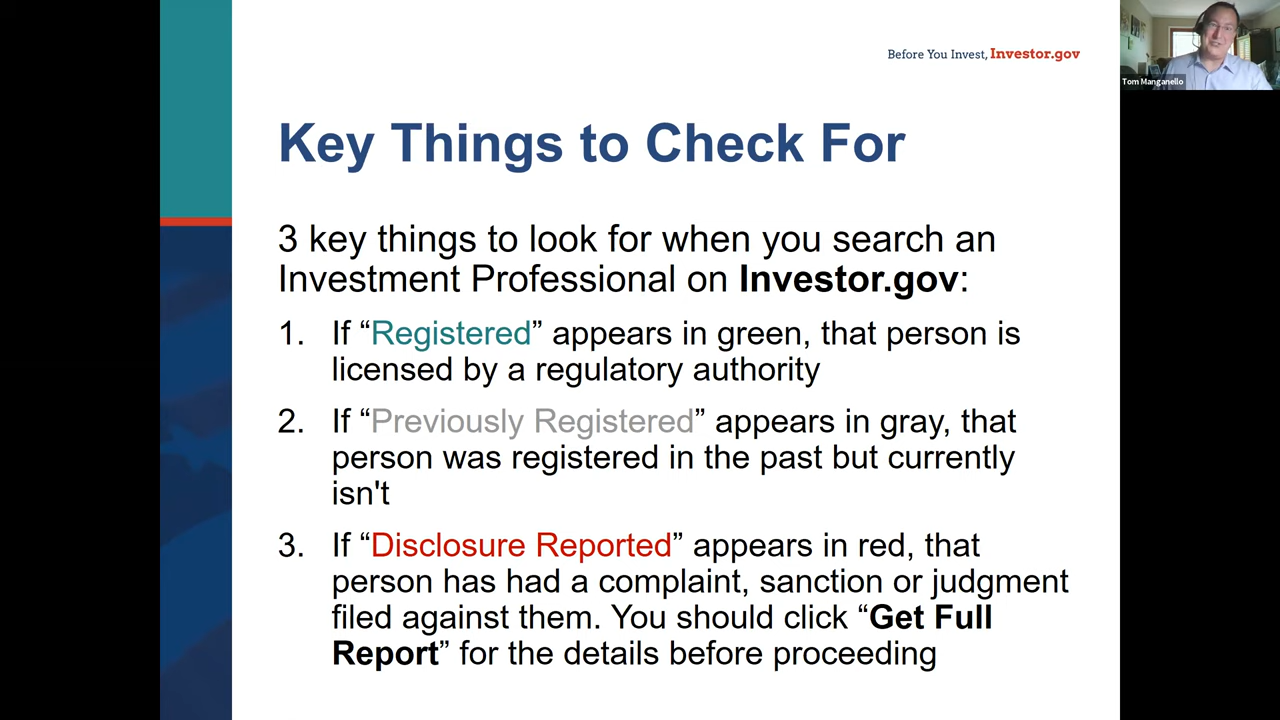 Before You Invest, Investor.gov
Tom Manganello
Key Things to Check For
3 key things to look for when you search an
Investment Professional on Investor.gov:
1. If “Registered” appears in green, that person is
licensed by a regulatory authority
2. If “Previously Registered” appears in gray, that
person was registered in the past but currently
isn't
3. If “Disclosure Reported” appears in red, that
person has had a complaint, sanction or judgment
filed against them. You should click “Get Full
Report” for the details before proceeding